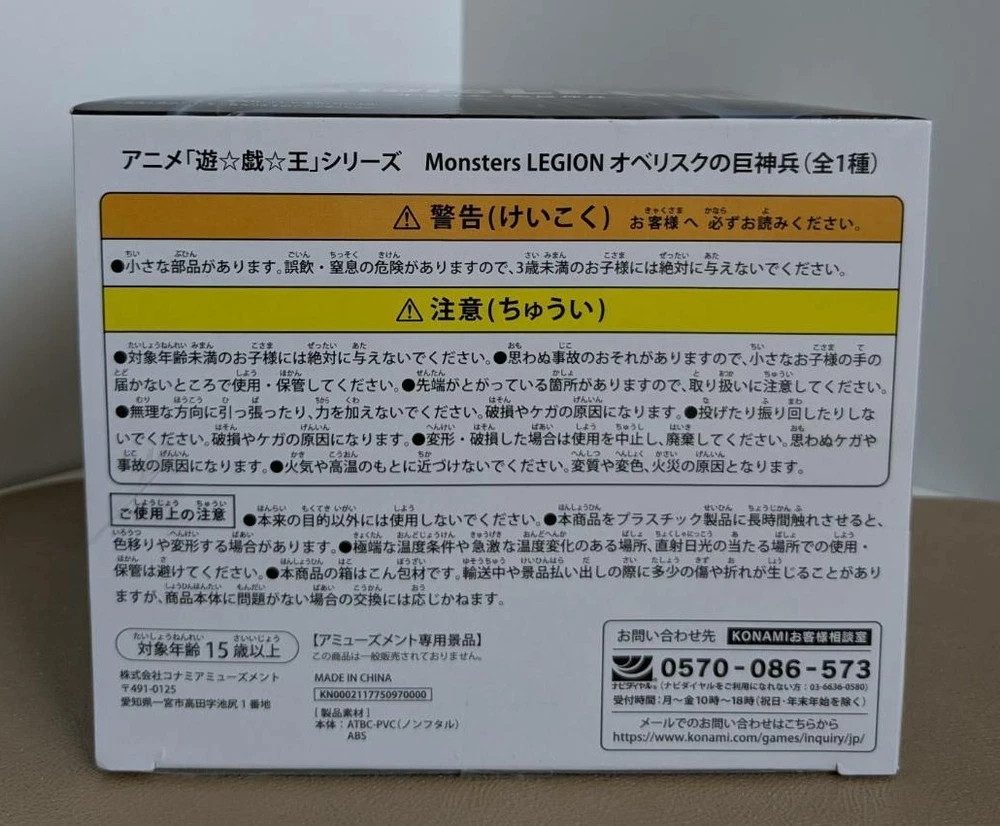 アニメ「遊☆戯☆王」シリーズ Monsters LEGION オベリスクの巨神兵（全1種）
⚠ 警告(けいこく) お客様へ 必ずお読みください。
●小さな部品があります。誤飲・窒息の危険がありますので、3歳未満のお子様には絶対に与えないでください。
⚠ 注意(ちゅうい)
●対象年齢未満のお子様には絶対に与えないでください。●思わぬ事故のおそれがありますので、小さなお子様の手の
届かないところで使用・保管してください。●先端がとがっている箇所がありますので、取り扱いに注意してください。
●無理な方向に引っ張ったり、力を加えないでください。破損やケガの原因になります。●投げたり振り回したりしな
いでください。破損やケガの原因になります。●変形・破損した場合は使用を中止し、廃棄してください。思わぬケガや
事故の原因になります。●火気や高温のもとに近づけないでください。変質や変色、火災の原因となります。
ご使用上の注意 ●本来の目的以外には使用しないでください。●本商品をプラスチック製品に長時間触れさせると、
色移りや変形する場合があります。●極端な温度条件や急激な温度変化のある場所、直射日光の当たる場所での使用・
保管は避けてください。●本商品の箱はこん包材です。輸送中や景品払い出しの際に多少の傷や折れが生じることがあり
ますが、商品本体に問題がない場合の交換には応じかねます。
対象年齢15歳以上
株式会社コナミアミューズメント
〒491-0125
愛知県一宮市高田字池尻1番地
【アミューズメント専用景品】
この商品は一般販売されておりません。
MADE IN CHINA
KN0002117750970000
［製品素材］
本体：ATBC-PVC(ノンフタル)
ABS
お問い合わせ先 KONAMIお客様相談室
0570-086-573
ナビダイヤル®(ナビダイヤルをご利用になれない方：03-6636-0580)
受付時間：月～金10時～18時(祝日・年末年始を除く)
メールでのお問い合わせはこちらから
https://www.konami.com/games/inquiry/jp/